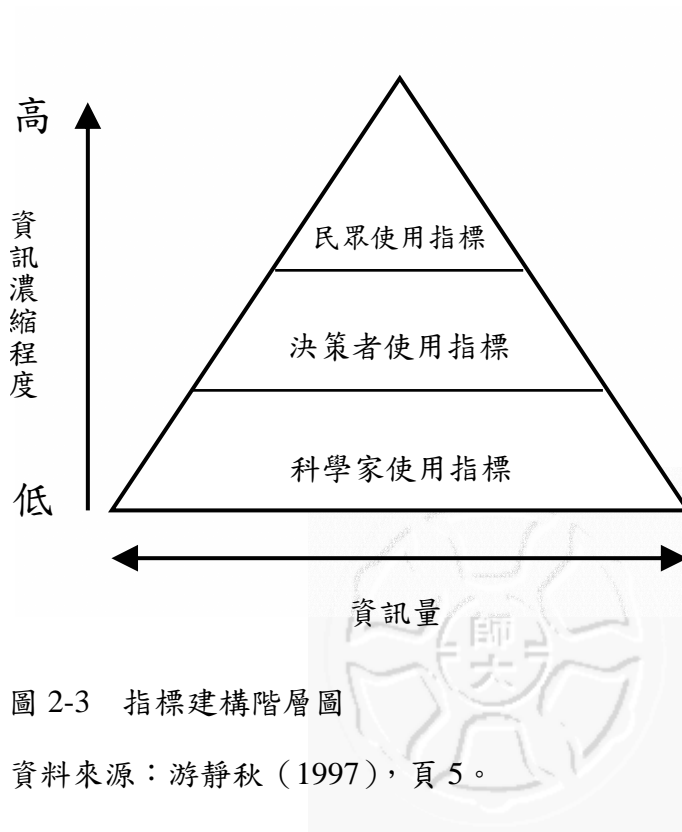 高
資訊濃縮程度
低
民眾使用指標
決策者使用指標
科學家使用指標
資訊量
師大
圖 2-3　指標建構階層圖
資料來源：游靜秋（1997），頁 5。